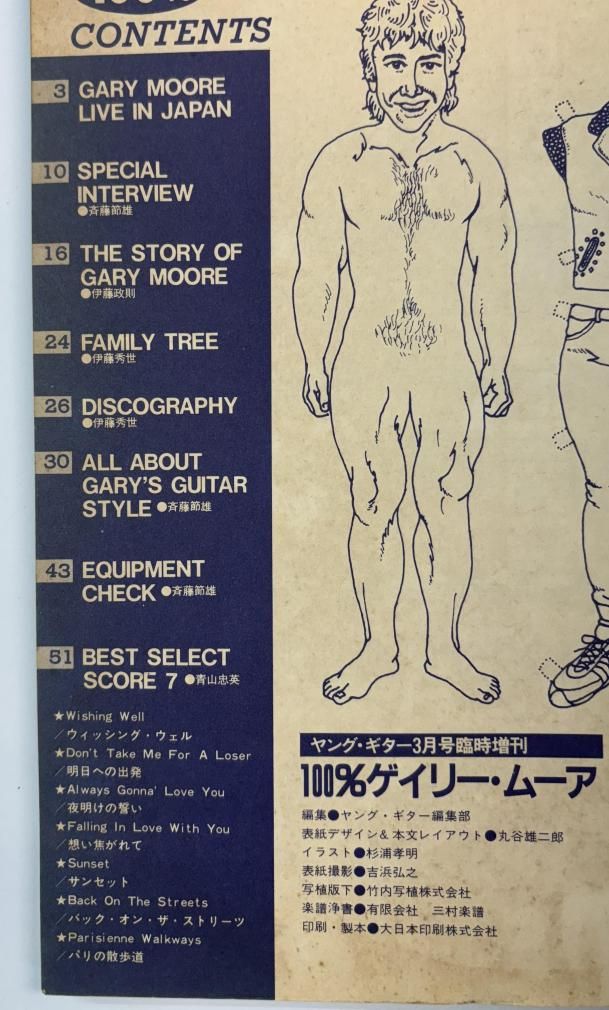 CONTENTS
3 GARY MOORE
LIVE IN JAPAN
10 SPECIAL
INTERVIEW
●斉藤節雄
16 THE STORY OF
GARY MOORE
●伊藤政則
24 FAMILY TREE
●伊藤秀世
26 DISCOGRAPHY
●伊藤秀世
30 ALL ABOUT
GARY'S GUITAR
STYLE ●斉藤節雄
43 EQUIPMENT
CHECK ●斉藤節雄
51 BEST SELECT
SCORE 7 ●青山忠英
★Wishing Well
／ウィッシング・ウェル
★Don't Take Me For A Loser
／明日への出発
★Always Gonna' Love You
／夜明けの誓い
★Falling In Love With You
／想い焦がれて
★Sunset
／サンセット
★Back On The Streets
／バック・オン・ザ・ストリーツ
★Parisienne Walkways
／パリの散歩道
ヤング・ギター3月号臨時増刊
100%ゲイリー・ムーア
編集●ヤング・ギター編集部
表紙デザイン&本文レイアウト●丸谷雄二郎
イラスト●杉浦孝明
表紙撮影●吉浜弘之
写植版下●竹内写植株式会社
楽譜浄書●有限会社 三村楽譜
印刷・製本●大日本印刷株式会社